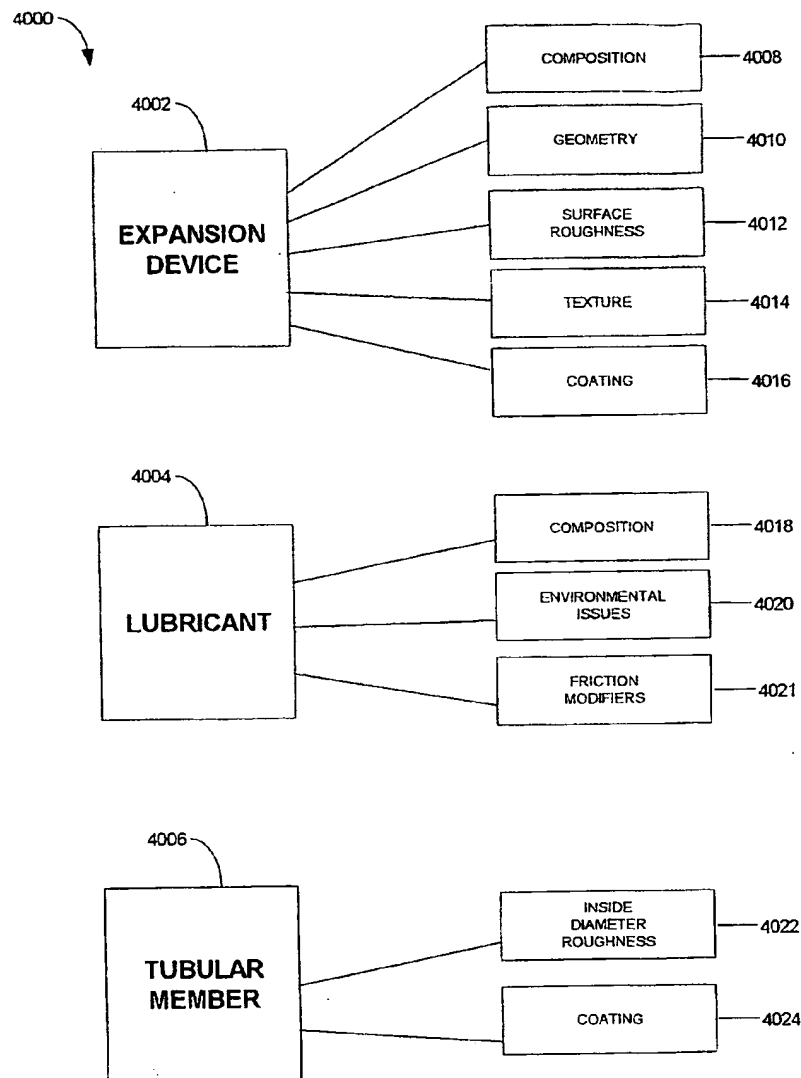 4000
4002
EXPANSION
DEVICE
COMPOSITION
4008
GEOMETRY
4010
SURFACE
ROUGHNESS
4012
TEXTURE
4014
COATING
4016
4004
LUBRICANT
COMPOSITION
4018
ENVIRONMENTAL
ISSUES
4020
FRICTION
MODIFIERS
4021
4006
TUBULAR
MEMBER
INSIDE
DIAMETER
ROUGHNESS
4022
COATING
4024